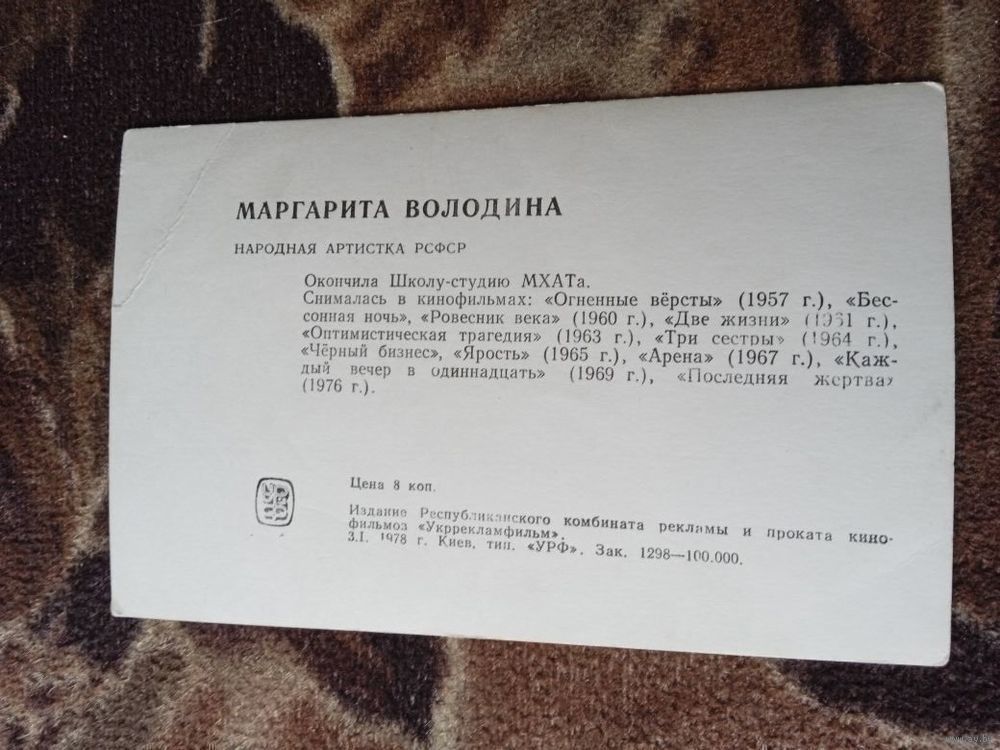 МАРГАРИТА ВОЛОДИНА
НАРОДНАЯ АРТИСТКА РСФСР
Окончила Школу-студию МХАТа.
Снималась в кинофильмах: «Огненные вёрсты» (1957 г.), «Бес-
сонная ночь», «Ровесник века» (1960 г.), «Две жизни» (1961 г.),
«Оптимистическая трагедия» (1963 г.), «Три сестры» (1964 г.),
«Чёрный бизнес», «Ярость» (1965 г.), «Арена» (1967 г.), «Каж-
дый вечер в одиннадцать» (1969 г.), «Последняя жертва»
(1976 г.).
Цена 8 коп.
Издание Республиканского комбината рекламы и проката кино-
фильмов «Укррекламфильм».
3.I. 1978 г. Киев, тип. «УРФ». Зак. 1298—100.000.